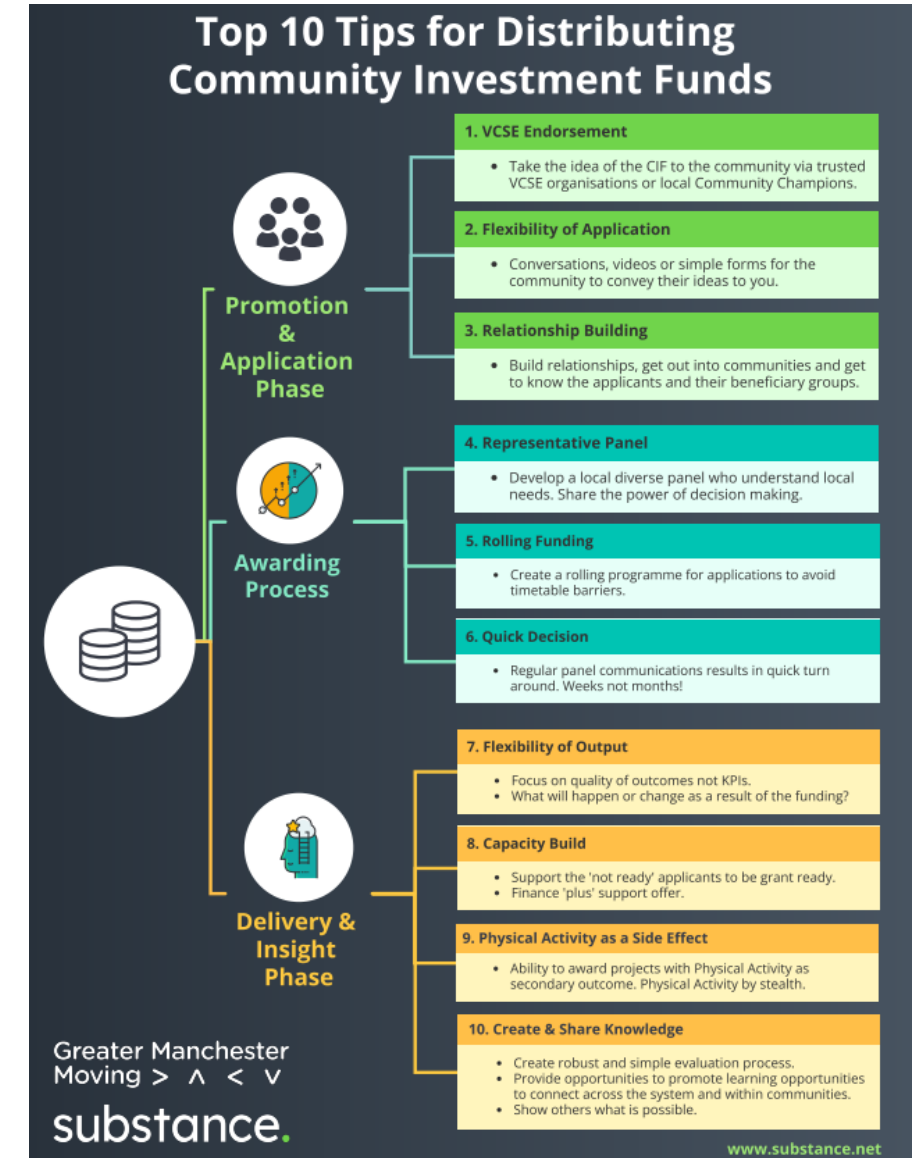 Top 10 Tips for Distributing
Community Investment Funds
Promotion
&
Application
Phase
1. VCSE Endorsement
• Take the idea of the CIF to the community via trusted
VCSE organisations or local Community Champions.
2. Flexibility of Application
• Conversations, videos or simple forms for the
community to convey their ideas to you.
3. Relationship Building
• Build relationships, get out into communities and get
to know the applicants and their beneficiary groups.
Awarding
Process
4. Representative Panel
• Develop a local diverse panel who understand local
needs. Share the power of decision making.
5. Rolling Funding
• Create a rolling programme for applications to avoid
timetable barriers.
6. Quick Decision
• Regular panel communications results in quick turn
around. Weeks not months!
Delivery &
Insight
Phase
7. Flexibility of Output
• Focus on quality of outcomes not KPIs.
• What will happen or change as a result of the funding?
8. Capacity Build
• Support the 'not ready' applicants to be grant ready.
• Finance 'plus' support offer.
9. Physical Activity as a Side Effect
• Ability to award projects with Physical Activity as
secondary outcome. Physical Activity by stealth.
10. Create & Share Knowledge
• Create robust and simple evaluation process.
• Provide opportunities to promote learning opportunities
to connect across the system and within communities.
• Show others what is possible.
Greater Manchester
Moving > ʌ < v
substance.
www.substance.net